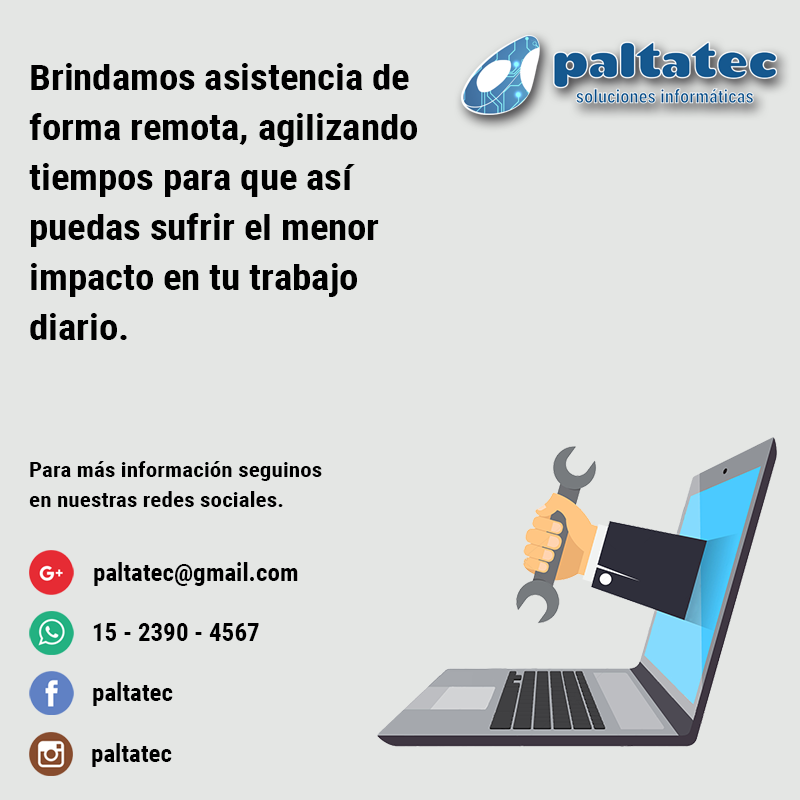 paltatec
soluciones informáticas
Brindamos asistencia de
forma remota, agilizando
tiempos para que así
puedas sufrir el menor
impacto en tu trabajo
diario.
Para más información seguinos
en nuestras redes sociales.
G+ paltatec@gmail.com
15 - 2390 - 4567
f paltatec
paltatec